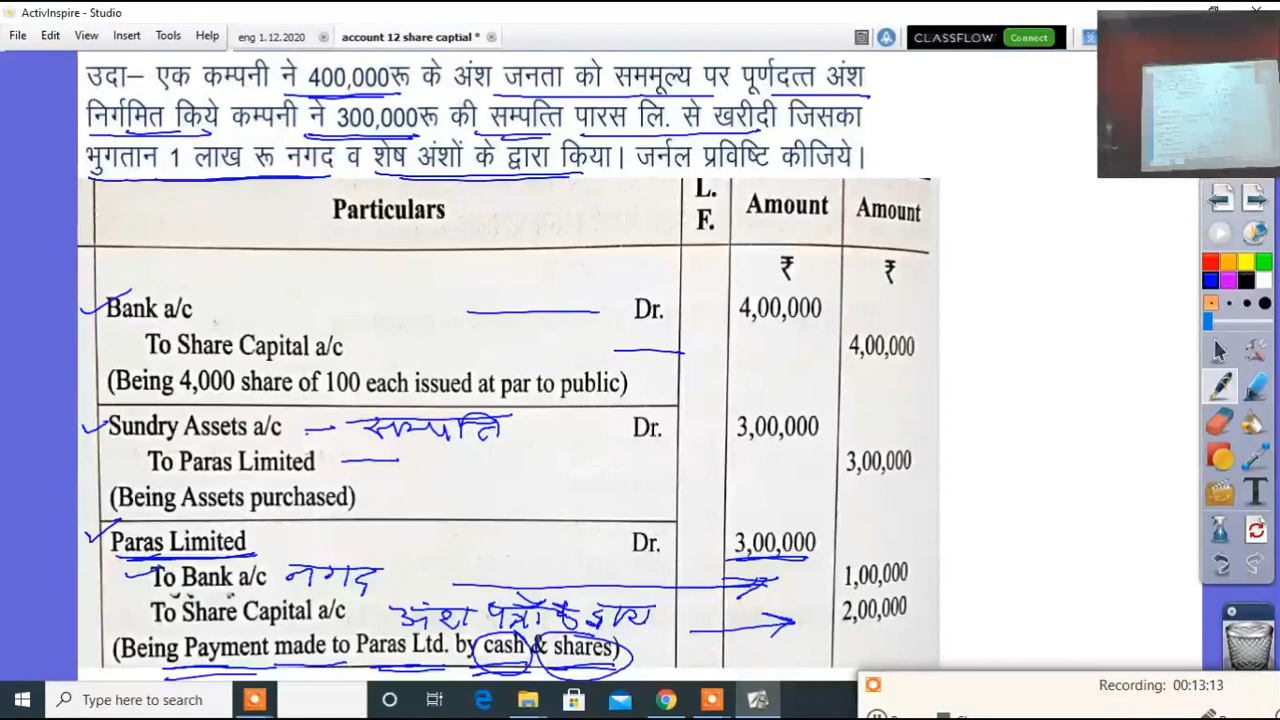 ActivInspire - Studio
File Edit View Insert Tools Help
eng 1.12.2020
account 12 share captial *
CLASSFLOW Connect
उदा– एक कम्पनी ने 400,000रू के अंश जनता को सममूल्य पर पूर्णदत्त अंश
निर्गमित किये कम्पनी ने 300,000रू की सम्पत्ति पारस लि. से खरीदी जिसका
भुगतान 1 लाख रू नगद व शेष अंशों के द्वारा किया। जर्नल प्रविष्टि कीजिये।
Particulars L. F. Amount Amount
₹ ₹
Bank a/c Dr. 4,00,000
To Share Capital a/c 4,00,000
(Being 4,000 share of 100 each issued at par to public)
Sundry Assets a/c – सम्पत्ति Dr. 3,00,000
To Paras Limited 3,00,000
(Being Assets purchased)
Paras Limited Dr. 3,00,000
To Bank a/c नगद 1,00,000
To Share Capital a/c अंश पत्रों के द्वारा 2,00,000
(Being Payment made to Paras Ltd. by cash & shares)
Recording: 00:13:13
Type here to search